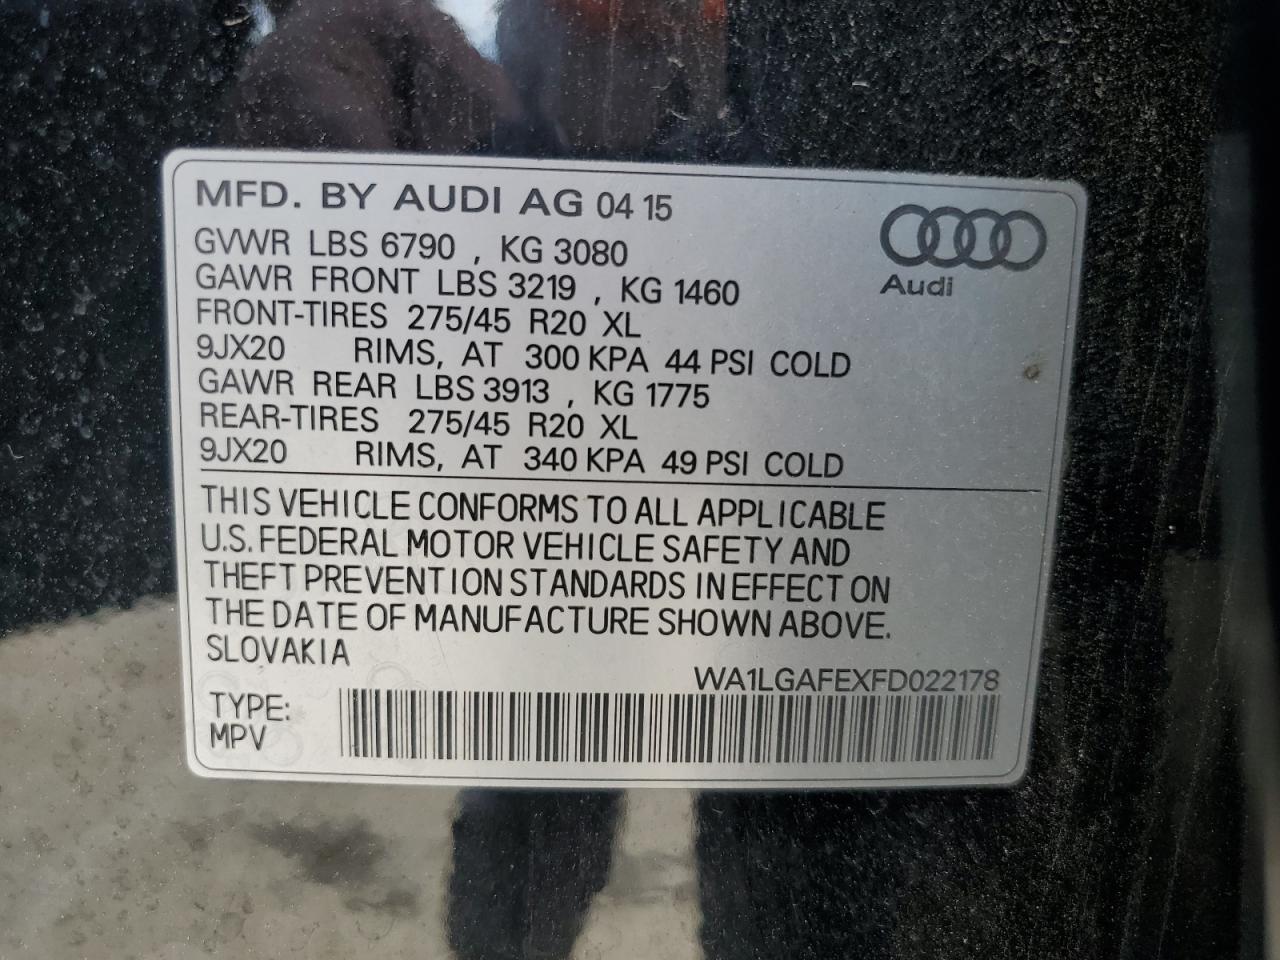 MFD. BY AUDI AG 04 15
Audi
GVWR LBS 6790 , KG 3080
GAWR FRONT LBS 3219 , KG 1460
FRONT-TIRES 275/45 R20 XL
9JX20 RIMS, AT 300 KPA 44 PSI COLD
GAWR REAR LBS 3913 , KG 1775
REAR-TIRES 275/45 R20 XL
9JX20 RIMS, AT 340 KPA 49 PSI COLD
THIS VEHICLE CONFORMS TO ALL APPLICABLE
U.S. FEDERAL MOTOR VEHICLE SAFETY AND
THEFT PREVENTION STANDARDS IN EFFECT ON
THE DATE OF MANUFACTURE SHOWN ABOVE.
SLOVAKIA
WA1LGAFEXFD022178
TYPE:
MPV